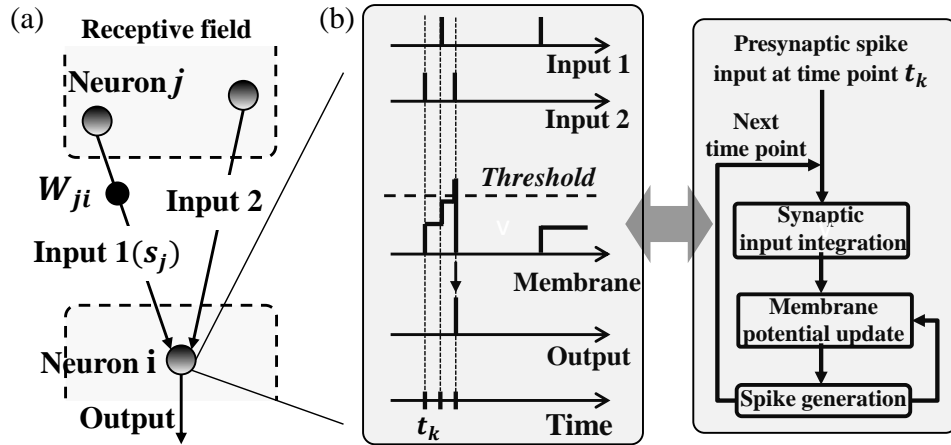 (a)
Receptive field
Neuron j
W_ji
Input 2
Input 1(s_j)
Neuron i
Output
(b)
Input 1
Input 2
Threshold
V
Membrane
Output
t_k
Time
Presynaptic spike
input at time point t_k
Next
time point
Synaptic
input integration
Membrane
potential update
Spike generation